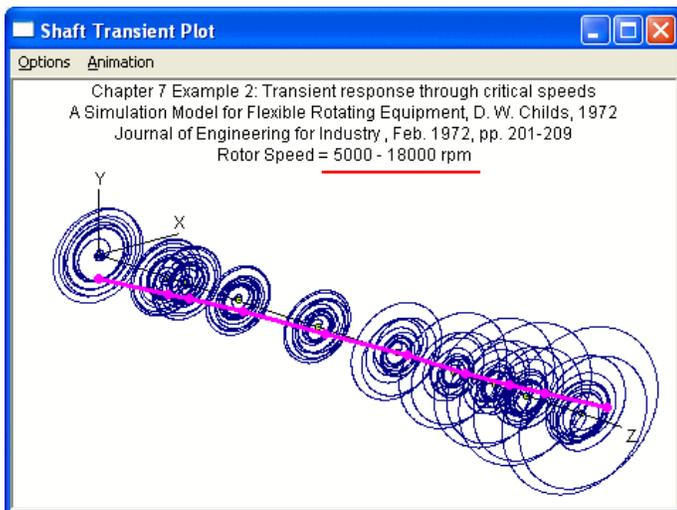 Shaft Transient Plot
Options Animation
Chapter 7 Example 2: Transient response through critical speeds
A Simulation Model for Flexible Rotating Equipment, D. W. Childs, 1972
Journal of Engineering for Industry , Feb. 1972, pp. 201-209
Rotor Speed = 5000 - 18000 rpm
Y
X
Z